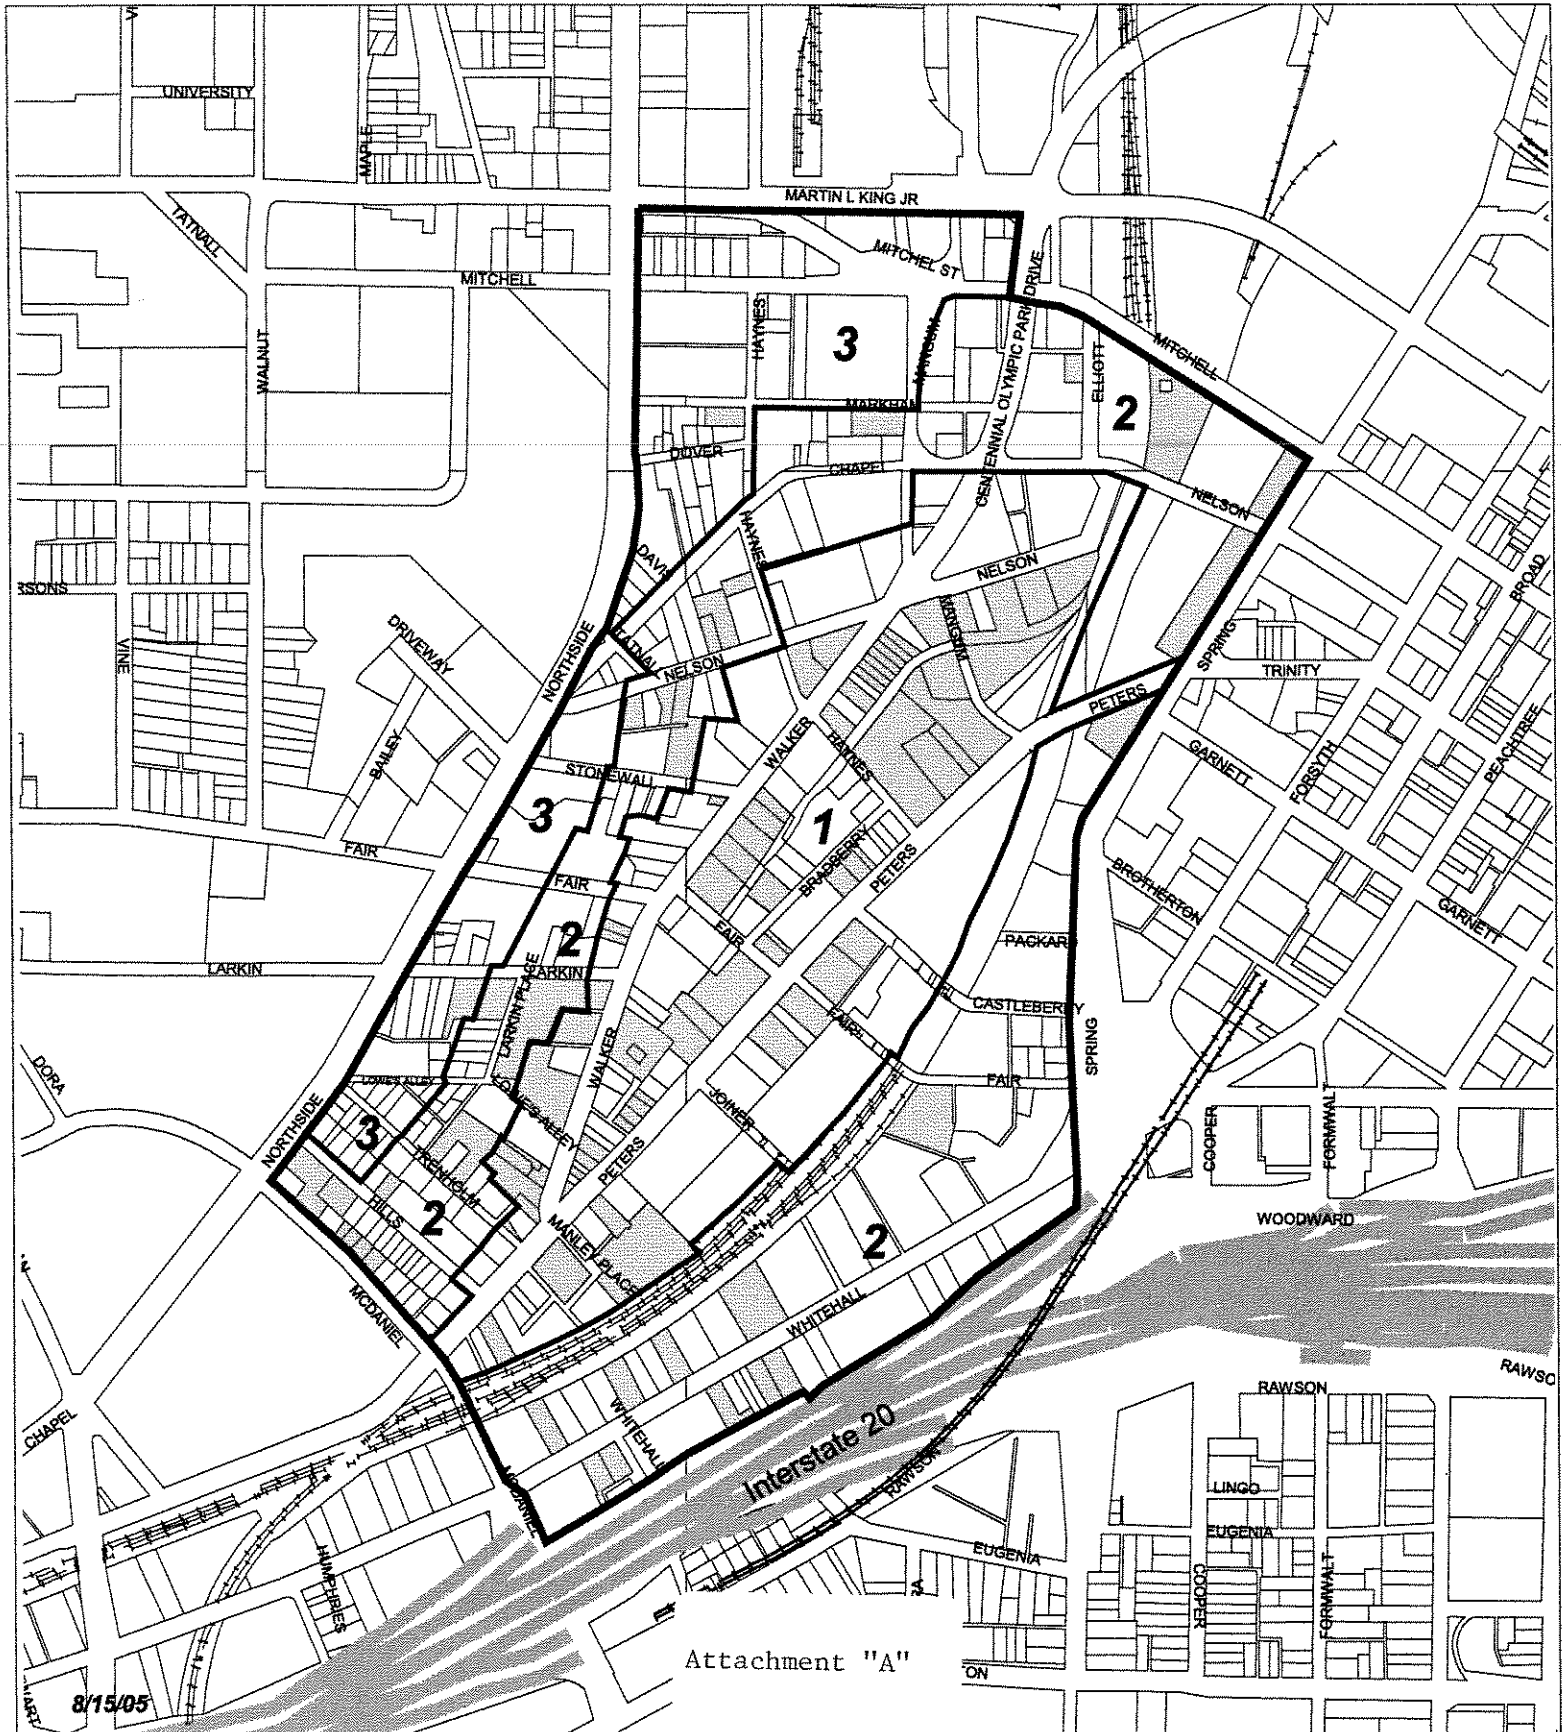 UNIVERSITY
MAPLE
MARTIN L KING JR
TATNALL
MITCHEL ST
MITCHELL
CENTENNIAL OLYMPIC PARK DRIVE
HAYNES
WALNUT
3
MANGUM
ELLIOTT
MITCHELL
MARKHAM
2
DOVER
CHAPEL
NELSON
HAYNES
DAVIS
NELSON
BROAD
RSONS
MANGUM
DRIVEWAY
VINE
NORTHSIDE
TATNALL
NELSON
SPRING
TRINITY
PETERS
BAILEY
WALKER
HAYNES
GARNETT
FORSYTH
PEACHTREE
STONEWALL
3
1
BRADBERRY
PETERS
FAIR
FAIR
BROTHERTON
GARNETT
2
FAIR
PACKARD
LARKIN
LARKIN
LARKIN PLACE
CASTLEBERRY
FAIR
SPRING
WALKER
DORA
LOWES ALLEY
FAIR
LOWES ALLEY
JOINER
NORTHSIDE
3
COOPER
FORMWALT
TRENHOLM
PETERS
HILLS
2
MANLEY PLACE
2
WOODWARD
MCDANIEL
WHITEHALL
RAWSO
RAWSON
CHAPEL
WHITEHALL
Interstate 20
RAWSON
MCDANIEL
LINGO
EUGENIA
EUGENIA
HUMPHRIES
COOPER
FORMWALT
RA
Attachment "A"
ON
8/15/05